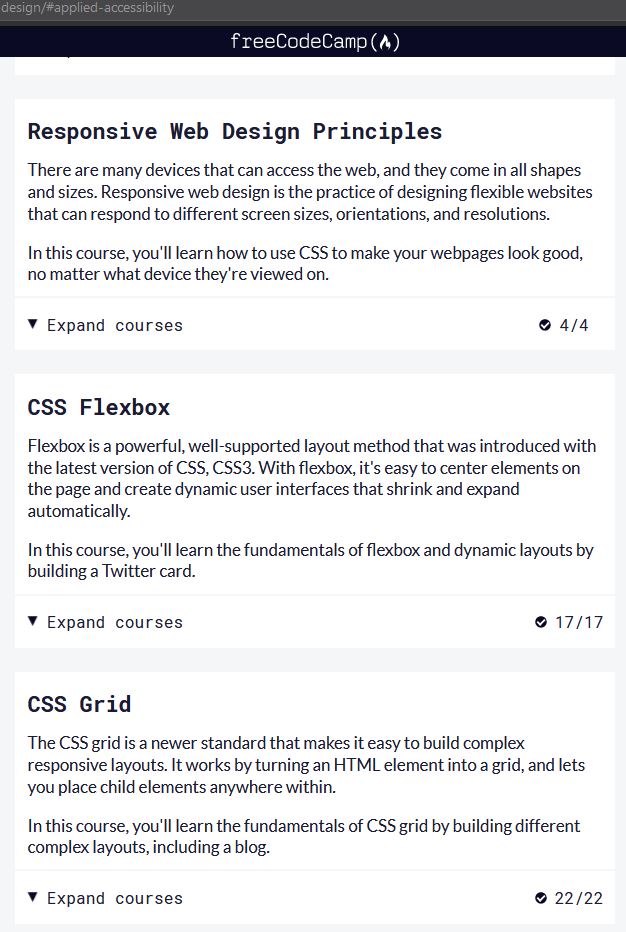 design/#applied-accessibility
freeCodeCamp(🔥)
Responsive Web Design Principles
There are many devices that can access the web, and they come in all shapes
and sizes. Responsive web design is the practice of designing flexible websites
that can respond to different screen sizes, orientations, and resolutions.
In this course, you'll learn how to use CSS to make your webpages look good,
no matter what device they're viewed on.
▼ Expand courses 4/4
CSS Flexbox
Flexbox is a powerful, well-supported layout method that was introduced with
the latest version of CSS, CSS3. With flexbox, it's easy to center elements on
the page and create dynamic user interfaces that shrink and expand
automatically.
In this course, you'll learn the fundamentals of flexbox and dynamic layouts by
building a Twitter card.
▼ Expand courses 17/17
CSS Grid
The CSS grid is a newer standard that makes it easy to build complex
responsive layouts. It works by turning an HTML element into a grid, and lets
you place child elements anywhere within.
In this course, you'll learn the fundamentals of CSS grid by building different
complex layouts, including a blog.
▼ Expand courses 22/22